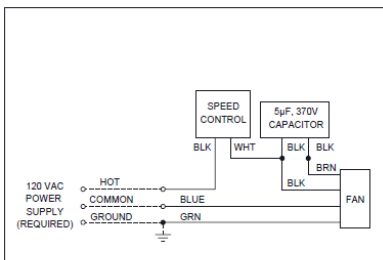 SPEED
CONTROL
5µF, 370V
CAPACITOR
BLK
WHT
BLK
BLK
BRN
BLK
120 VAC
POWER
SUPPLY
(REQUIRED)
HOT
COMMON
BLUE
GROUND
GRN
FAN